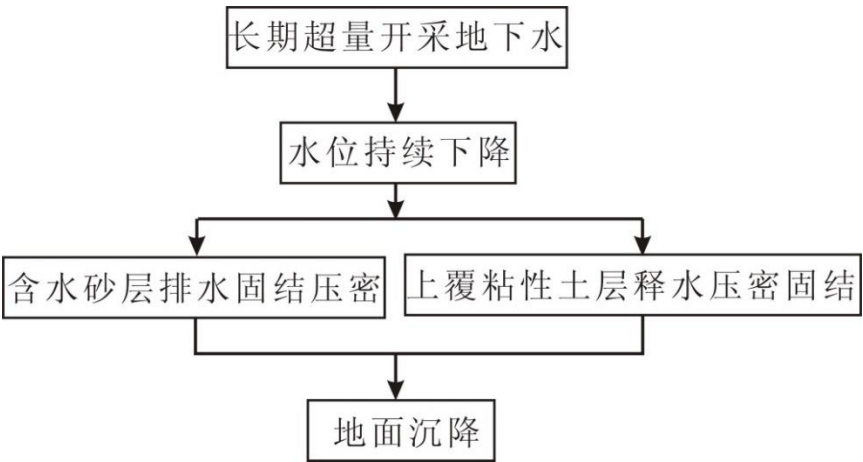 长期超量开采地下水
水位持续下降
含水砂层排水固结压密
上覆粘性土层释水压密固结
地面沉降